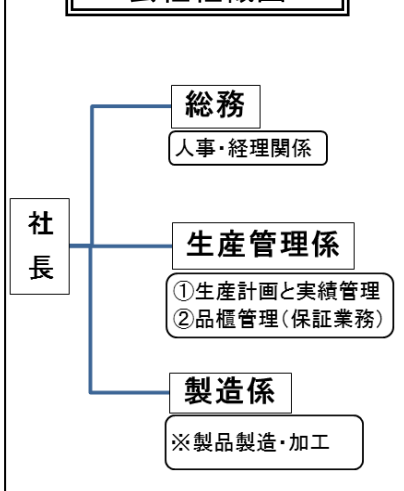 総務
人事・経理関係
社長
生産管理係
①生産計画と実績管理
②品櫃管理（保証業務）
製造係
※製品製造・加工